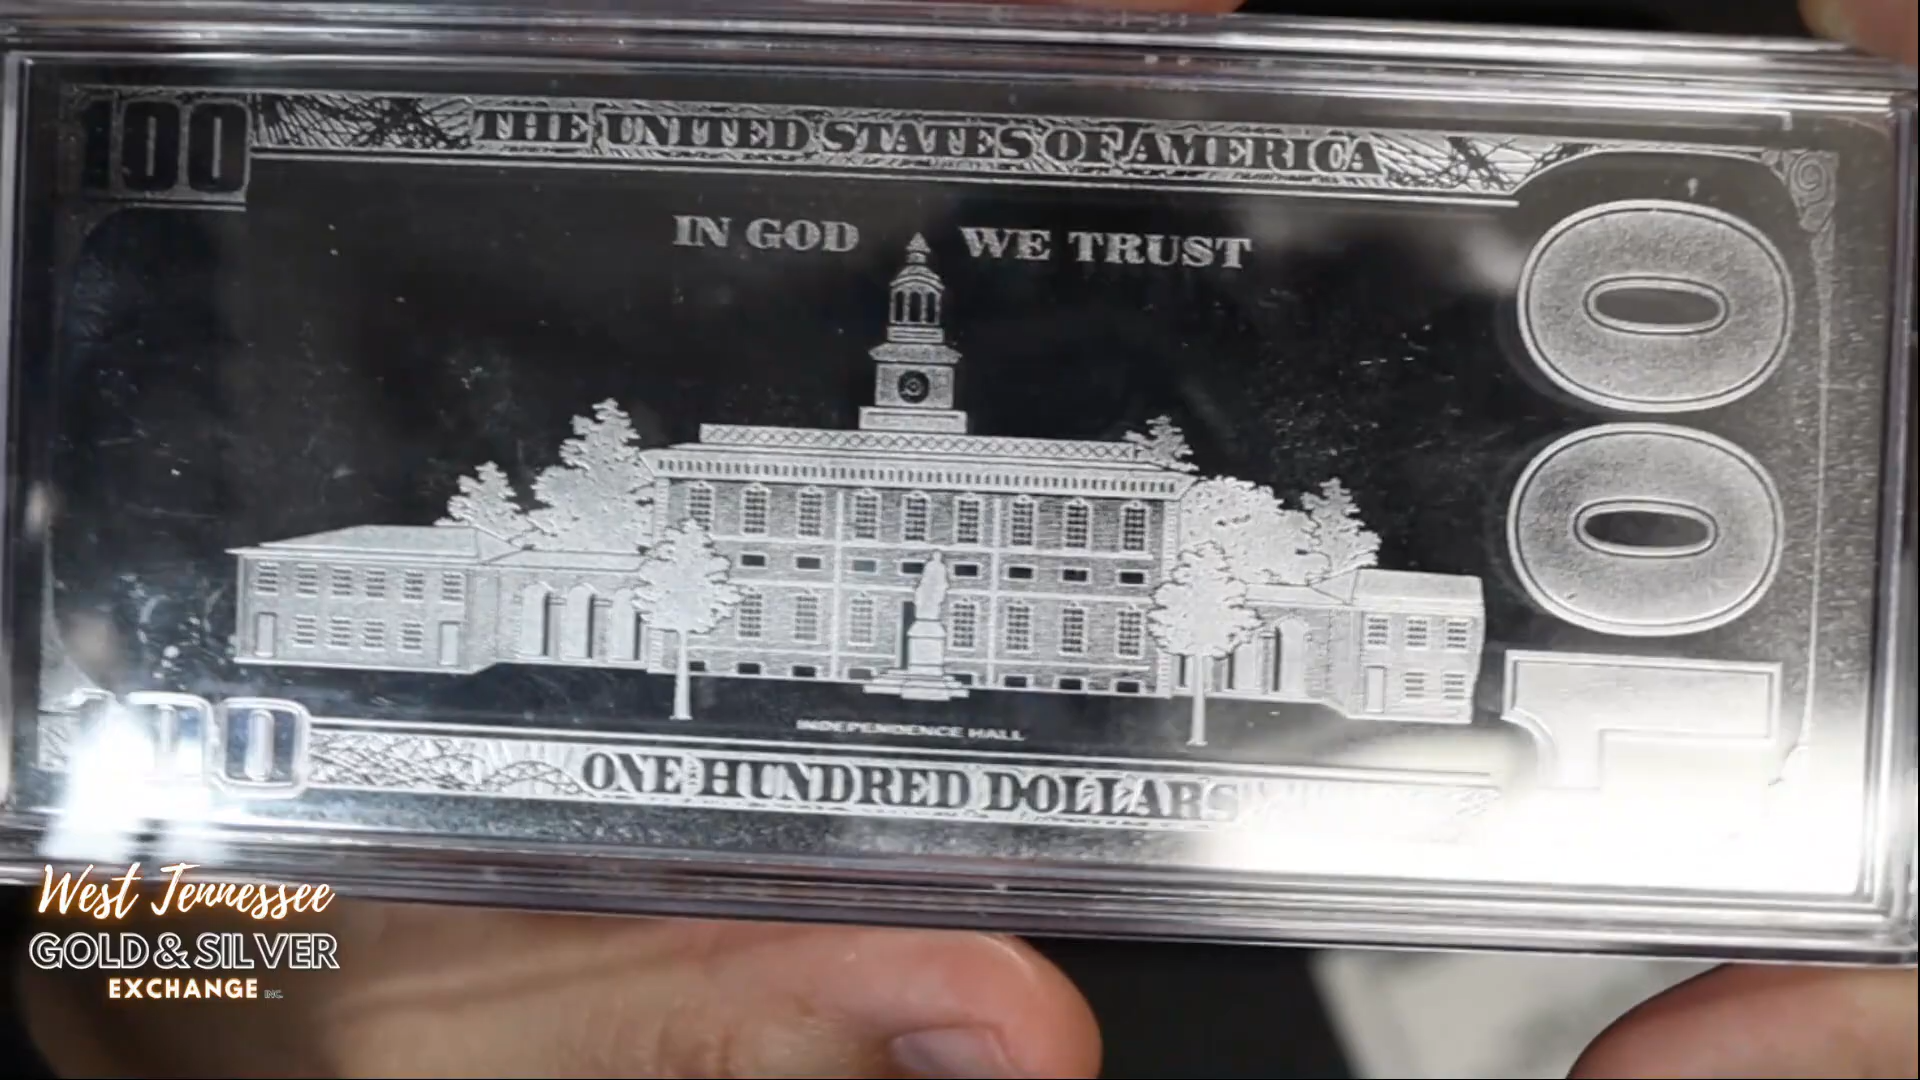 100
THE UNITED STATES OF AMERICA
IN GOD WE TRUST
100
INDEPENDENCE HALL
100
ONE HUNDRED DOLLARS
West Tennessee
GOLD & SILVER
EXCHANGE INC.